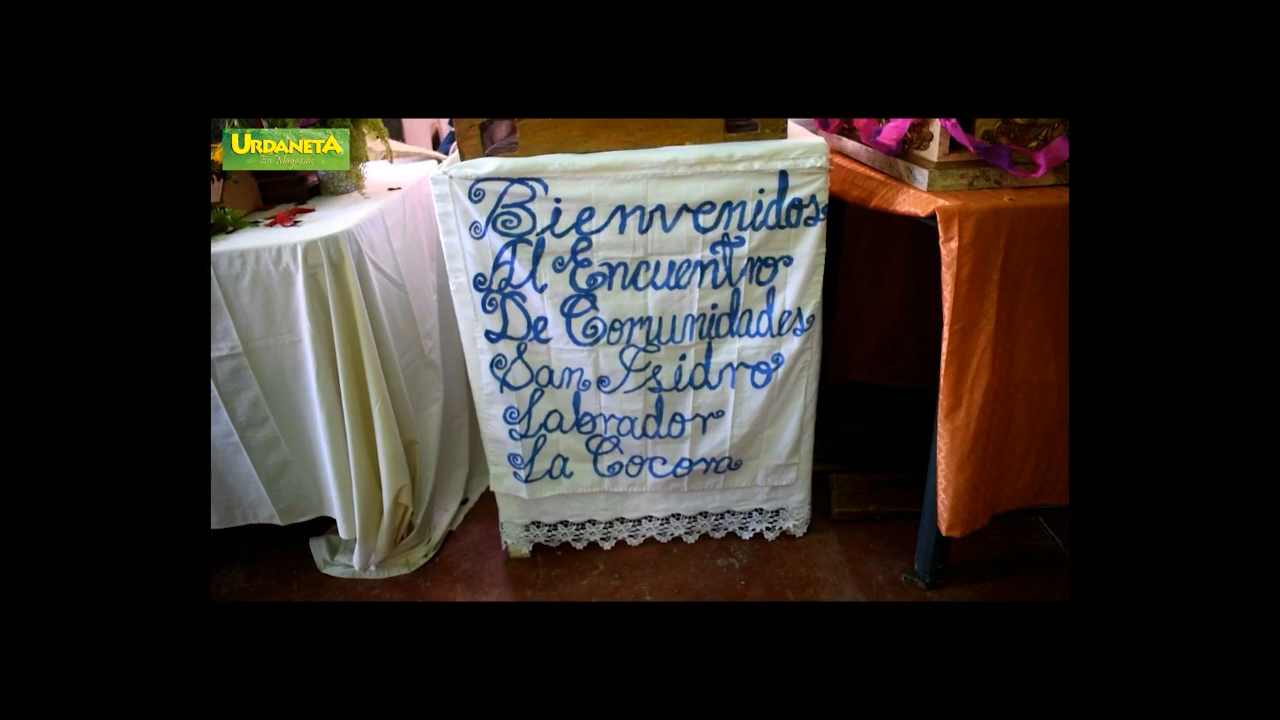 URDANETA
En Magazine
Bienvenidos
Al Encuentro
De Comunidades
San Isidro
Labrador
La Cocora